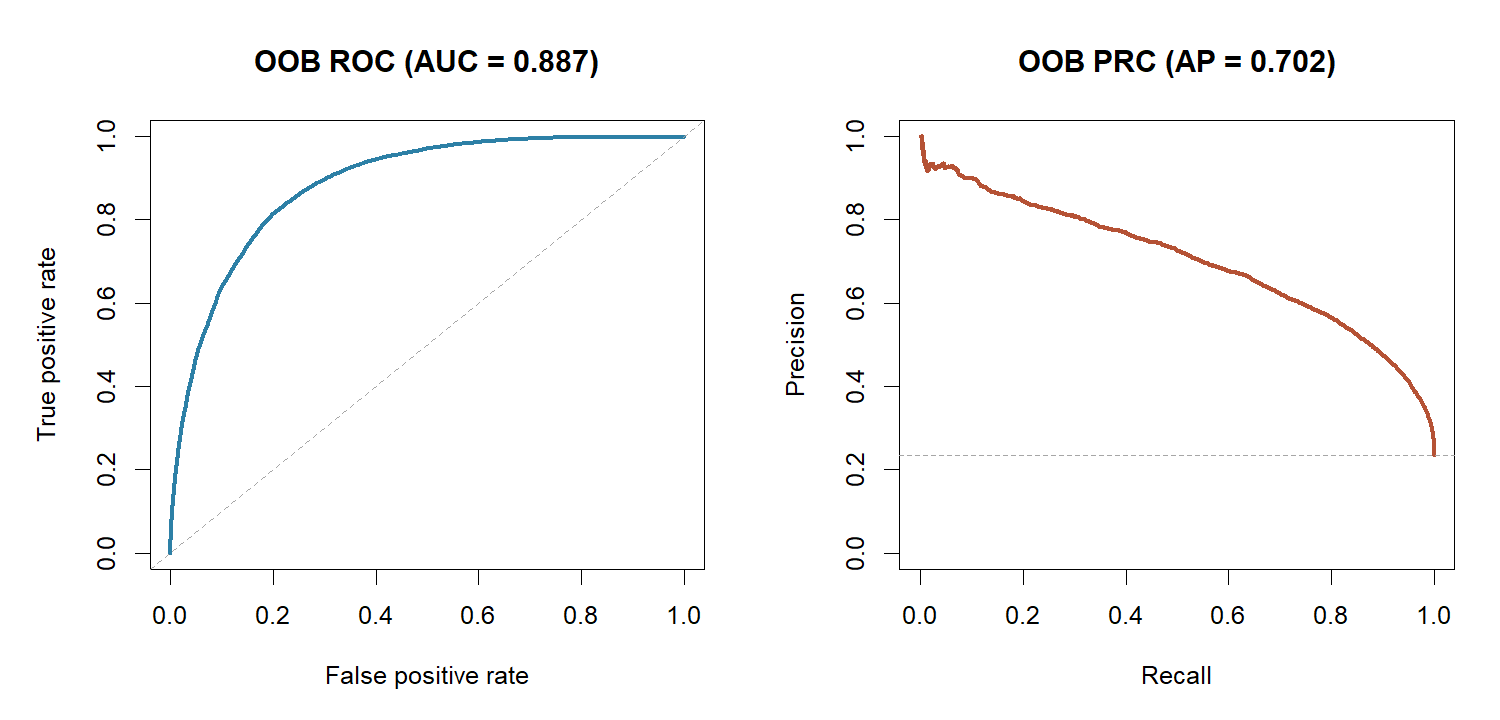 OOB ROC (AUC = 0.887)
True positive rate
1.0
0.8
0.6
0.4
0.2
0.0
0.0 0.2 0.4 0.6 0.8 1.0
False positive rate
OOB PRC (AP = 0.702)
Precision
1.0
0.8
0.6
0.4
0.2
0.0
0.0 0.2 0.4 0.6 0.8 1.0
Recall